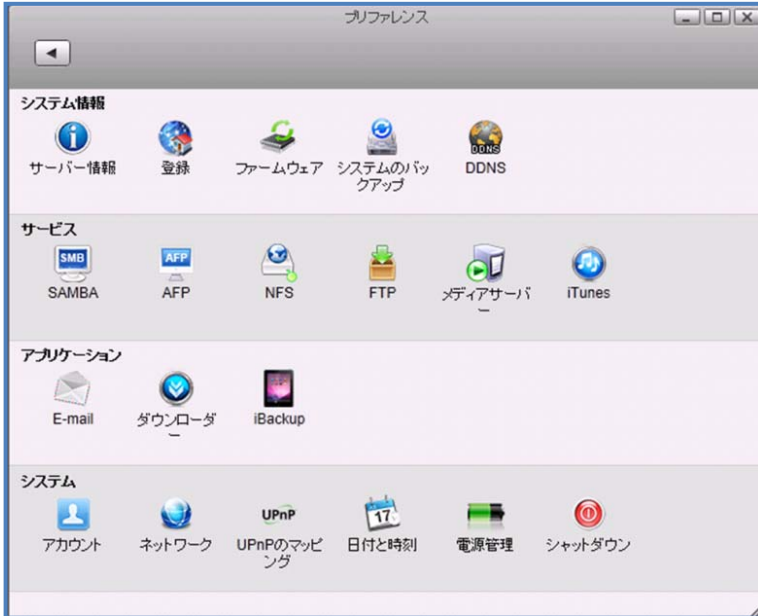 プリファレンス
システム情報
サーバー情報 登録 ファームウェア システムのバッ DDNS
クアップ
DDNS
サービス
SMB AFP
SAMBA AFP NFS FTP メディアサーバ iTunes
ー
アプリケーション
E-mail ダウンローダ iBackup
ー
システム
UPnP 17
アカウント ネットワーク UPnPのマッピ 日付と時刻 電源管理 シャットダウン
ング